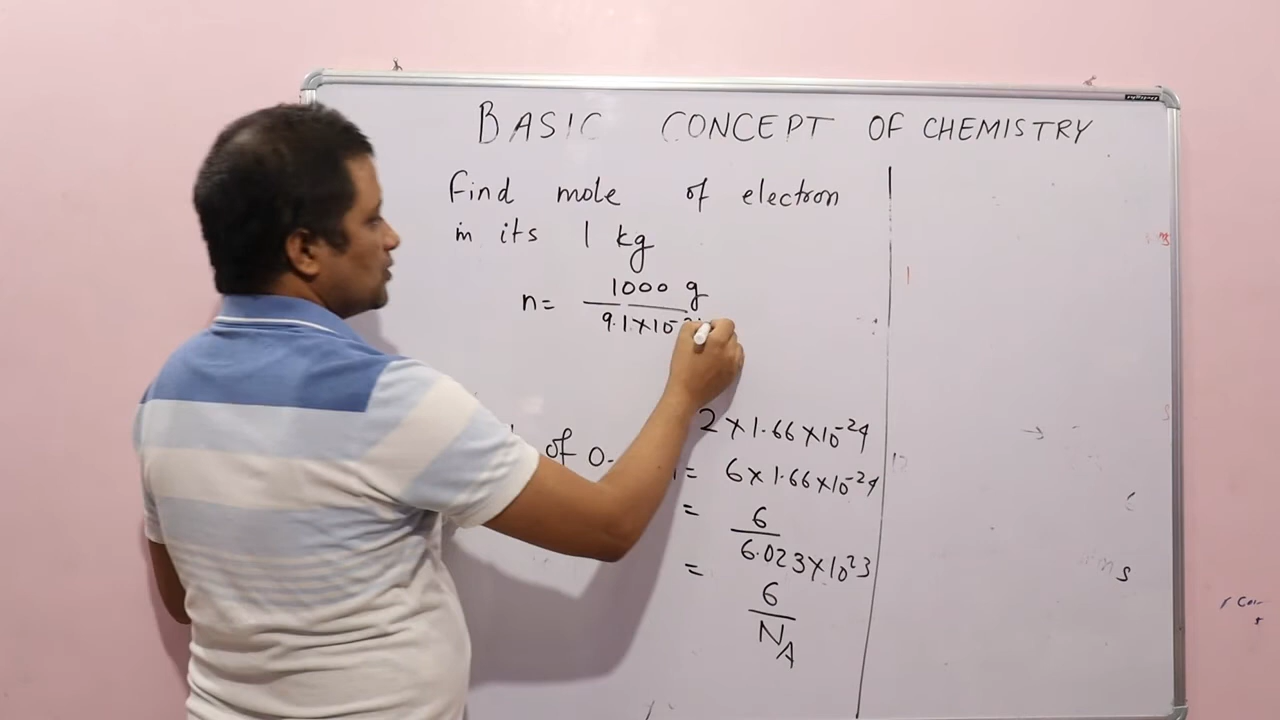 BASIC CONCEPT OF CHEMISTRY
Find mole of electron
in its 1 kg
n= 1000 g
9.1×10
2×1.66×10⁻²⁴
of 0.
= 6×1.66×10⁻²⁴
= 6
6.023×10²³
= 6
N_A